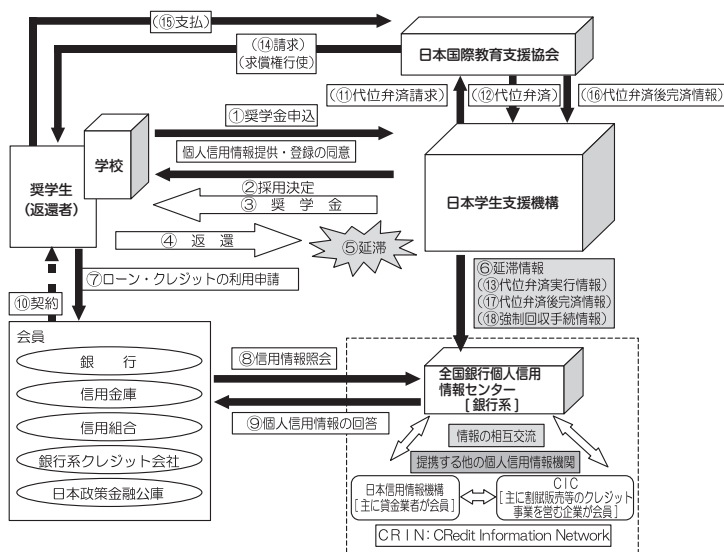 (⑮支払)
(⑭請求)
(求償権行使)
日本国際教育支援協会
(⑪代位弁済請求)
(⑫代位弁済)
(⑯代位弁済後完済情報)
①奨学金申込
個人信用情報提供・登録の同意
学校
奨学生
(返還者)
②採用決定
③ 奨 学 金
日本学生支援機構
④ 返 還
⑤延滞
⑥延滞情報
(⑬代位弁済実行情報)
(⑰代位弁済後完済情報)
(⑱強制回収手続情報)
⑦ローン・クレジットの利用申請
⑩契約
会員
銀 行
信用金庫
信用組合
銀行系クレジット会社
日本政策金融公庫
⑧信用情報照会
⑨個人信用情報の回答
全国銀行個人信用
情報センター
[ 銀行系 ]
情報の相互交流
提携する他の個人信用情報機関
日本信用情報機構
[ 主に貸金業者が会員 ]
CIC
[ 主に割賦販売等のクレジット
事業を営む企業が会員 ]
CRIN: CRedit Information Network